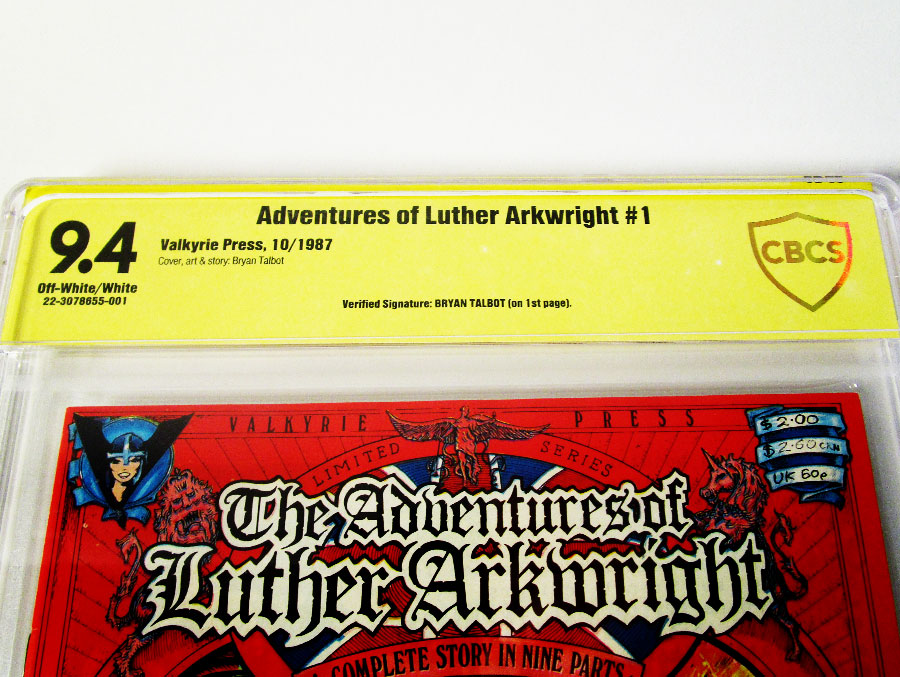 Adventures of Luther Arkwright #1
9.4
Valkyrie Press, 10/1987
Cover, art & story: Bryan Talbot
CBCS
Off-White/White
22-3078655-001
Verified Signature: BRYAN TALBOT (on 1st page).
VALKYRIE PRESS
LIMITED SERIES
$2.00
$2.60 CAN
UK 60p
The Adventures of
Luther Arkwright
A COMPLETE STORY IN NINE PARTS